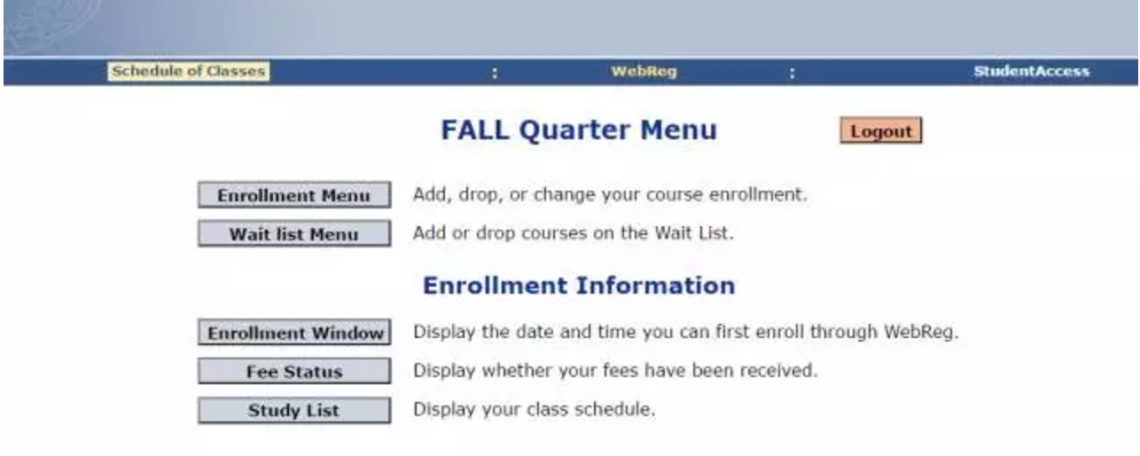 Schedule of Classes : WebReg : StudentAccess
FALL Quarter Menu Logout
Enrollment Menu Add, drop, or change your course enrollment.
Wait list Menu Add or drop courses on the Wait List.
Enrollment Information
Enrollment Window Display the date and time you can first enroll through WebReg.
Fee Status Display whether your fees have been received.
Study List Display your class schedule.